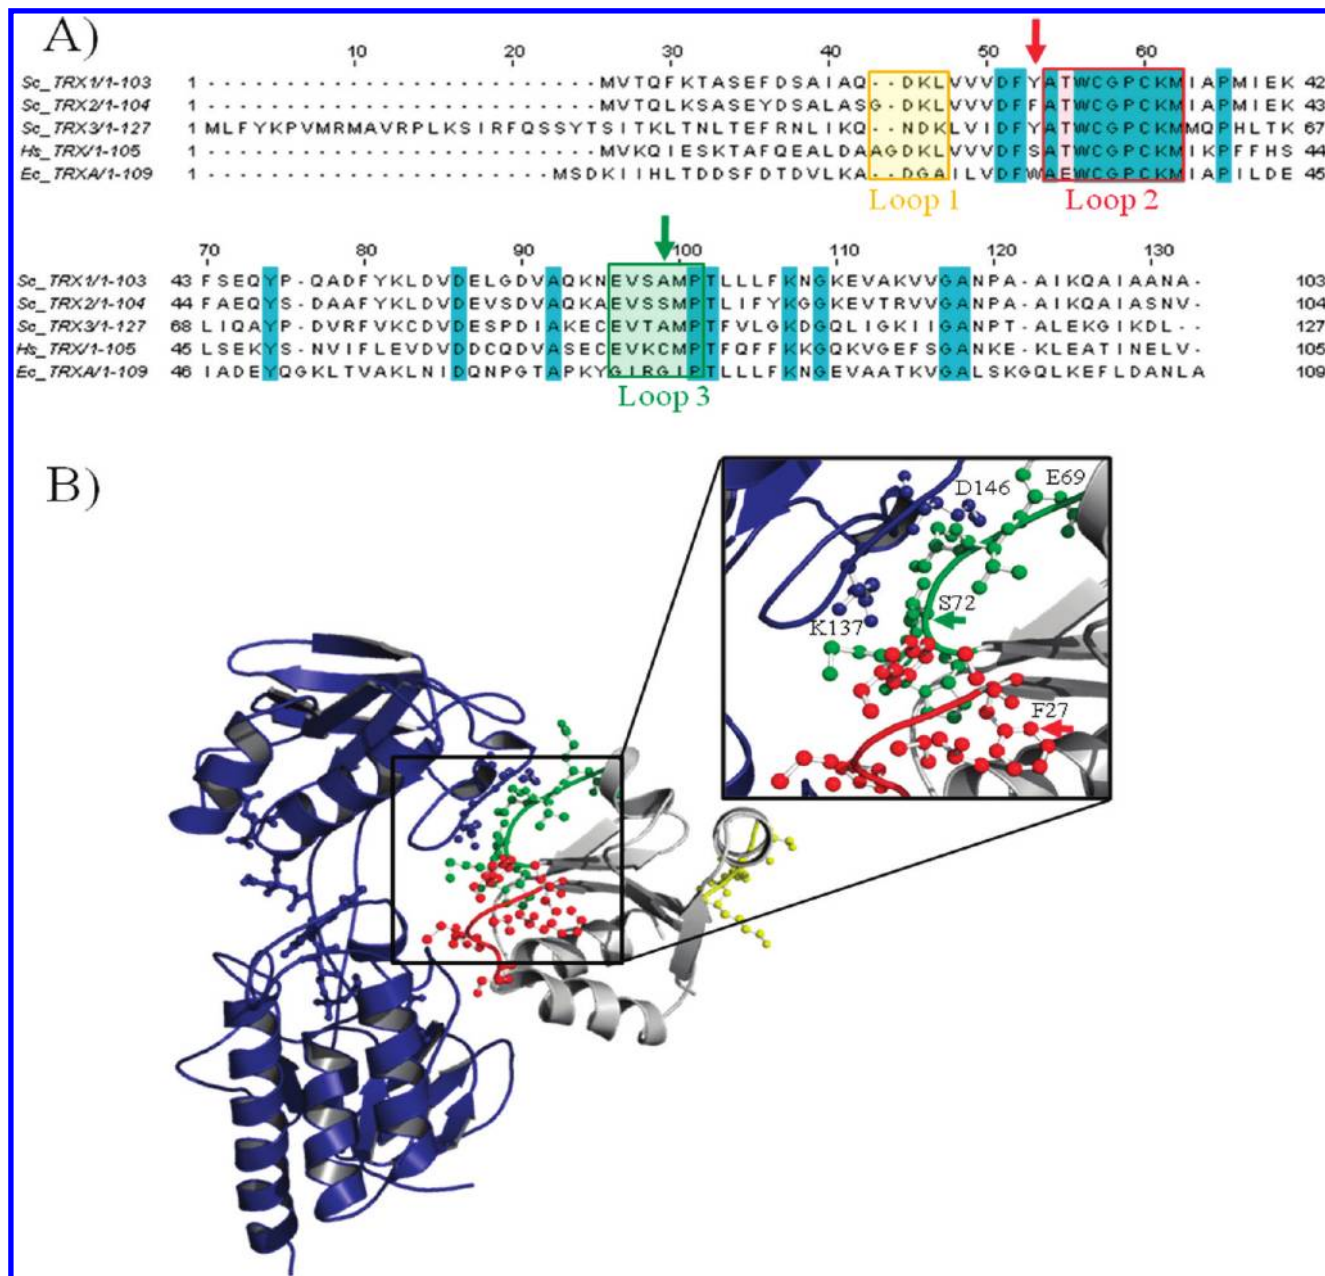 A)
10 20 30 40 50 60
Sc_TRX1/1-103 1 -------------------------MVTQFKTASEFDSAIAQ--DKLVVVDFYATWCGPCKMIAPMIEK 42
Sc_TRX2/1-104 1 -------------------------MVTQLKSASEYDSALASG-DKLVVVDFFATWCGPCKMIAPMIEK 43
Sc_TRX3/1-127 1 MLFYKPVMRMAVRPLKSIRFQSSYTSITKLTNLTEFRNLIKQ--NDKLVIDFYATWCGPCKMMQPHLTK 67
Hs_TRX/1-105 1 -------------------------MVKQIESKTAFQEALDAAGDKLVVVDFSATWCGPCKMIKPFFHS 44
Ec_TRXA/1-109 1 ----------------------MSDKIIHLTDDSFDTDVLKA--DGAILVDFWAEWCGPCKMIAPILDE 45
Loop 1 Loop 2
70 80 90 100 110 120 130
Sc_TRX1/1-103 43 FSEQYP-QADFYKLDVDELGDVAQKNEVSAMPTLLLFKNGKEVAKVVGANPA-AIKQAIAANA- 103
Sc_TRX2/1-104 44 FAEQYS-DAAFYKLDVDEVSDVAQKAEVSSMPTLIFYKGGKEVTRVVGANPA-AIKQAIASNV- 104
Sc_TRX3/1-127 68 LIQAYP-DVRFVKCDVDESPDIAKECEVTAMPTFVLGKDGQLIGKIIGANPT-ALEKGIKDL-- 127
Hs_TRX/1-105 45 LSEKYS-NVIFLEVDVDDCQDVASECEVKCMPTFQFFKKGQKVGEFSGANKE-KLEATINELV- 105
Ec_TRXA/1-109 46 IADEYQGKLTVAKLNIDQNPGTAPKYGIRGIPTLLLFKNGEVAATKVGALSKGQLKEFLDANLA 109
Loop 3
B)
D146 E69
S72
K137
F27